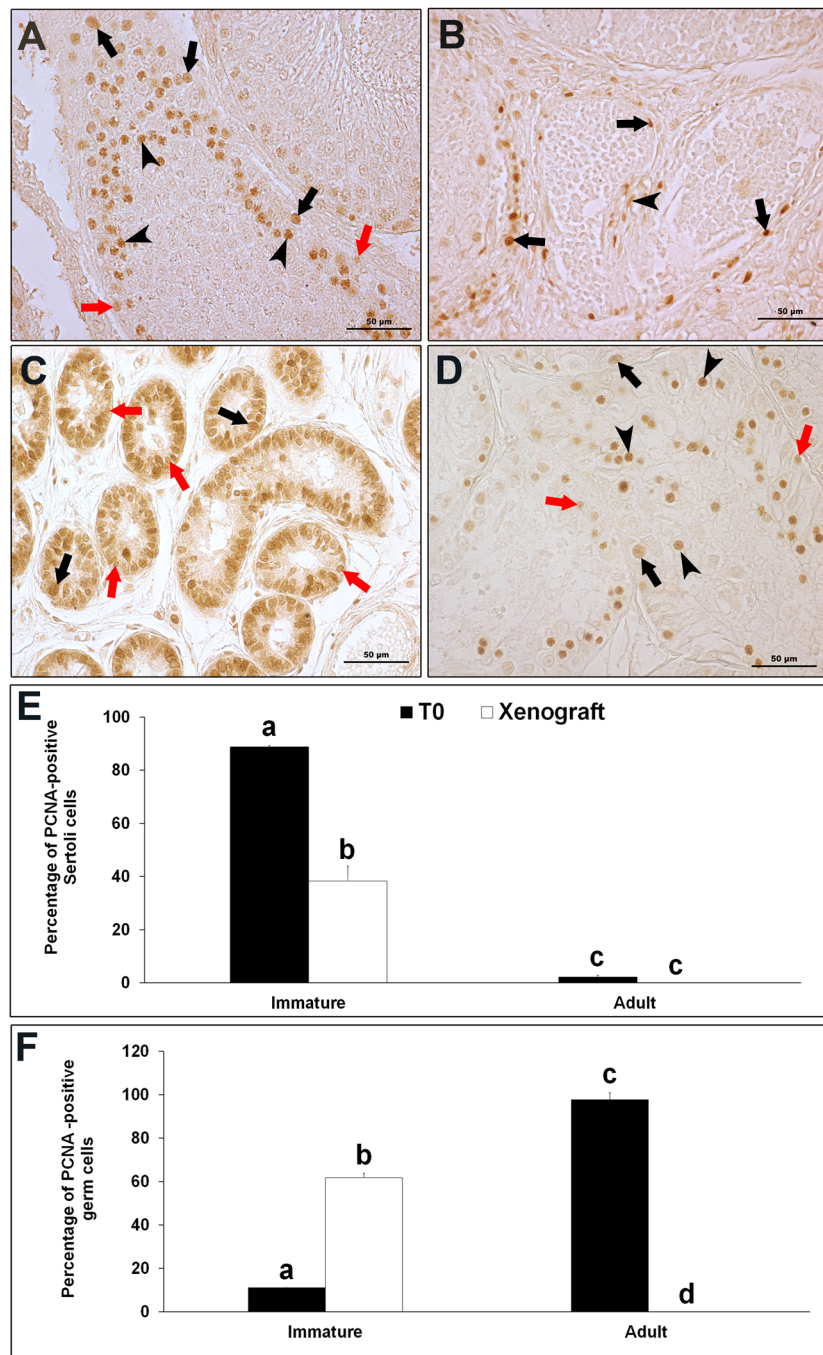 A
B
50 µm
50 µm
C
D
50 µm
50 µm
E
T0 Xenograft
Percentage of PCNA-positive
Sertoli cells
100
80
60
40
20
0
a
b
c
c
Immature
Adult
F
Percentage of PCNA -positive
germ cells
120
100
80
60
40
20
0
a
b
c
d
Immature
Adult